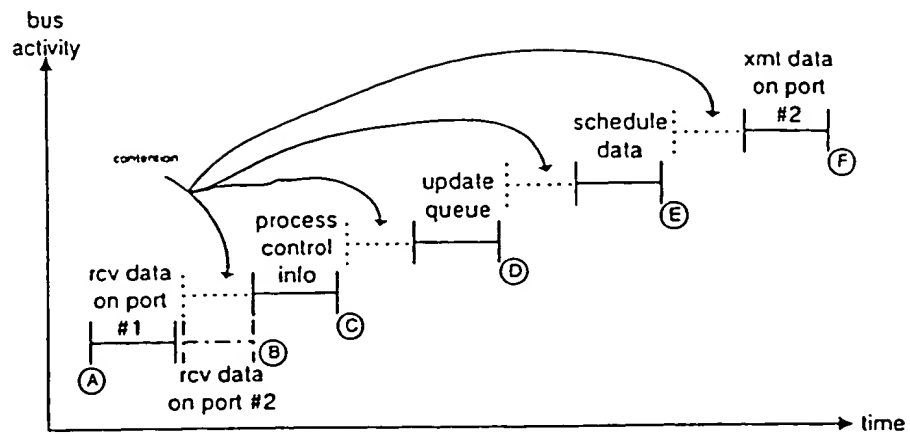 bus
activity
xmt data
on port
#2
F
schedule
data
E
contention
update
queue
D
process
control
info
C
rcv data
on port
#1
A
B
rcv data
on port #2
time